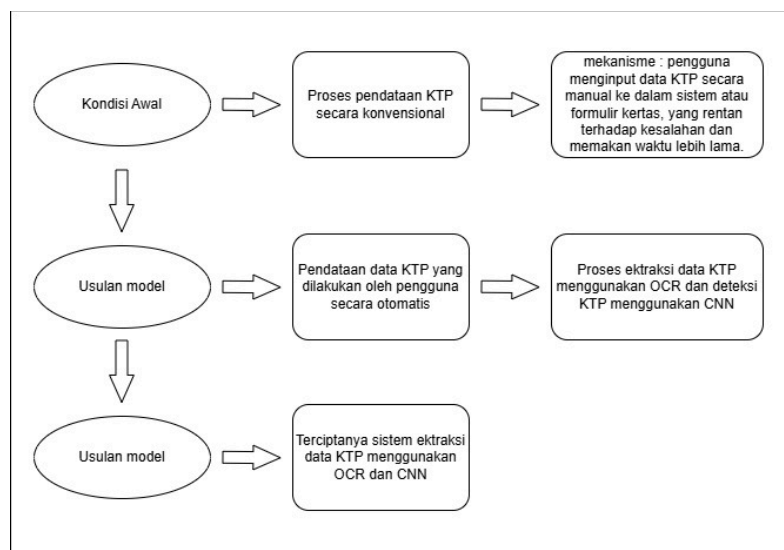 Kondisi Awal
Proses pendataan KTP
secara konvensional
mekanisme : pengguna
menginput data KTP secara
manual ke dalam sistem atau
formulir kertas, yang rentan
terhadap kesalahan dan
memakan waktu lebih lama.
Usulan model
Pendataan data KTP yang
dilakukan oleh pengguna
secara otomatis
Proses ektraksi data KTP
menggunakan OCR dan deteksi
KTP menggunakan CNN
Usulan model
Terciptanya sistem ektraksi
data KTP menggunakan
OCR dan CNN